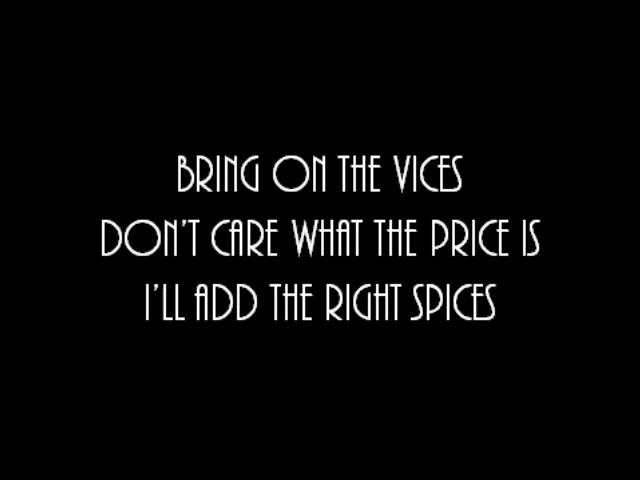 BRING ON THE VICES
DON'T CARE WHAT THE PRICE IS
I'LL ADD THE RIGHT SPICES